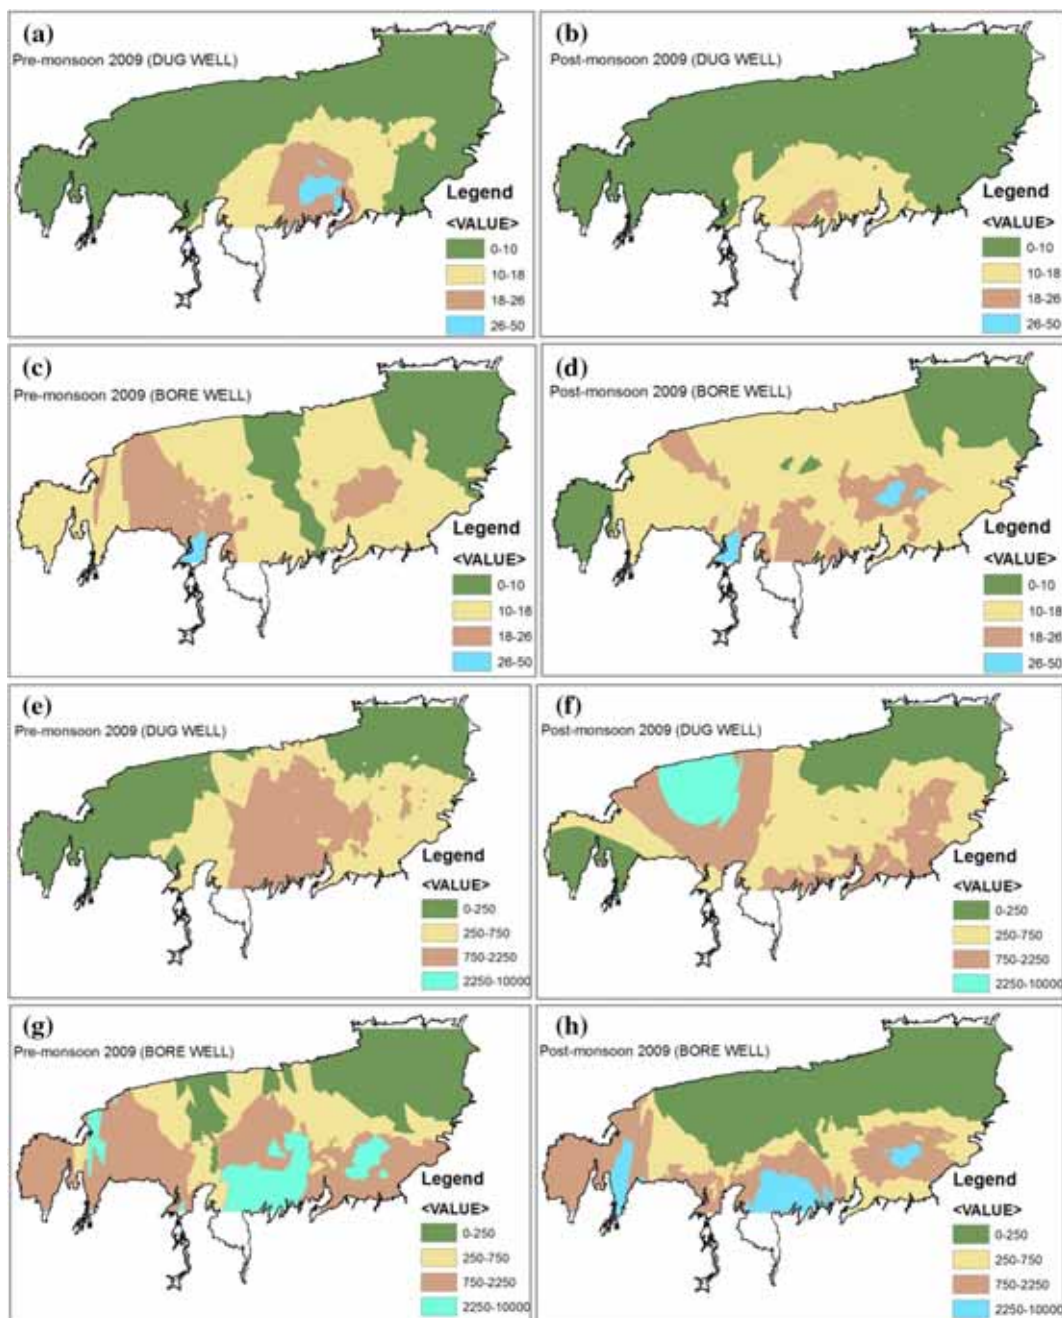 (a)
Pre-monsoon 2009 (DUG WELL)
Legend
<VALUE>
0-10
10-18
18-26
26-50
(b)
Post-monsoon 2009 (DUG WELL)
Legend
<VALUE>
0-10
10-18
18-26
26-50
(c)
Pre-monsoon 2009 (BORE WELL)
Legend
<VALUE>
0-10
10-18
18-26
26-50
(d)
Post-monsoon 2009 (BORE WELL)
Legend
<VALUE>
0-10
10-18
18-26
26-50
(e)
Pre-monsoon 2009 (DUG WELL)
Legend
<VALUE>
0-250
250-750
750-2250
2250-10000
(f)
Post-monsoon 2009 (DUG WELL)
Legend
<VALUE>
0-250
250-750
750-2250
2250-10000
(g)
Pre-monsoon 2009 (BORE WELL)
Legend
<VALUE>
0-250
250-750
750-2250
2250-10000
(h)
Post-monsoon 2009 (BORE WELL)
Legend
<VALUE>
0-250
250-750
750-2250
2250-10000